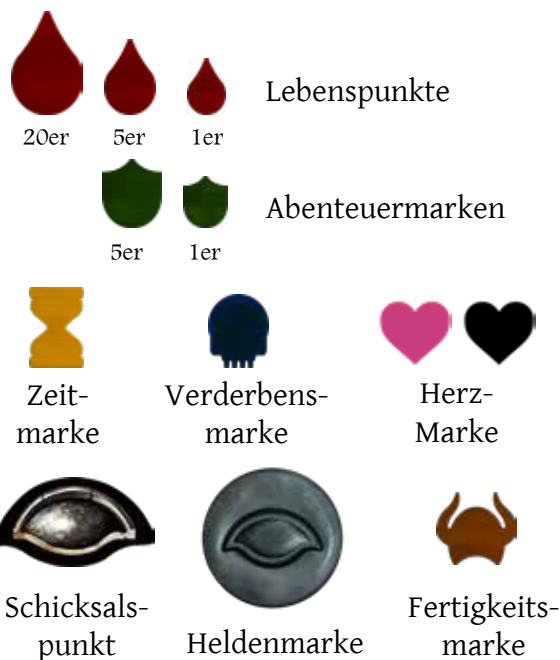 Lebenspunkte
20er 5er 1er
Abenteuermarken
5er 1er
Zeit-
marke
Verderbens-
marke
Herz-
Marke
Schicksals-
punkt
Heldenmarke
Fertigkeits-
marke